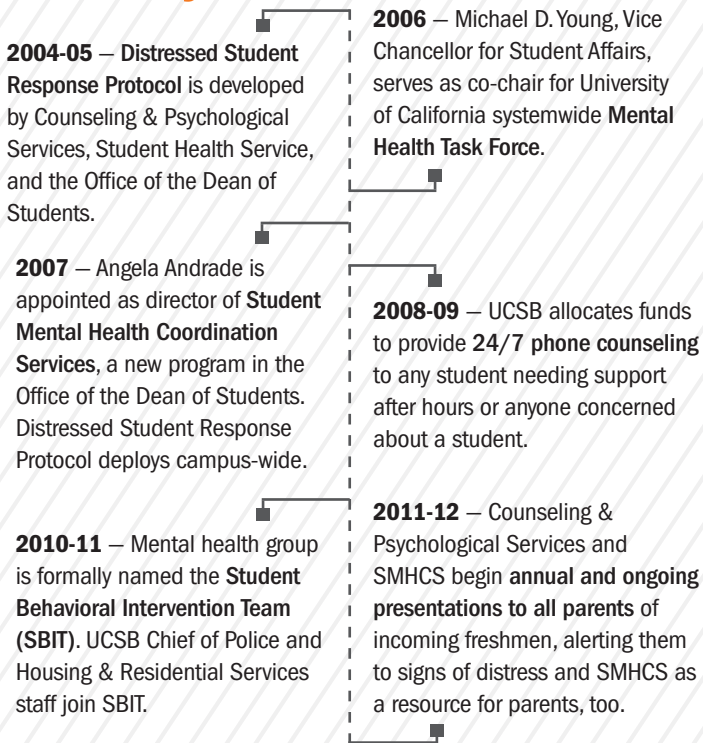 2004-05 — Distressed Student
Response Protocol is developed
by Counseling & Psychological
Services, Student Health Service,
and the Office of the Dean of
Students.
2006 — Michael D. Young, Vice
Chancellor for Student Affairs,
serves as co-chair for University
of California systemwide Mental
Health Task Force.
2007 — Angela Andrade is
appointed as director of Student
Mental Health Coordination
Services, a new program in the
Office of the Dean of Students.
Distressed Student Response
Protocol deploys campus-wide.
2008-09 — UCSB allocates funds
to provide 24/7 phone counseling
to any student needing support
after hours or anyone concerned
about a student.
2010-11 — Mental health group
is formally named the Student
Behavioral Intervention Team
(SBIT). UCSB Chief of Police and
Housing & Residential Services
staff join SBIT.
2011-12 — Counseling &
Psychological Services and
SMHCS begin annual and ongoing
presentations to all parents of
incoming freshmen, alerting them
to signs of distress and SMHCS as
a resource for parents, too.